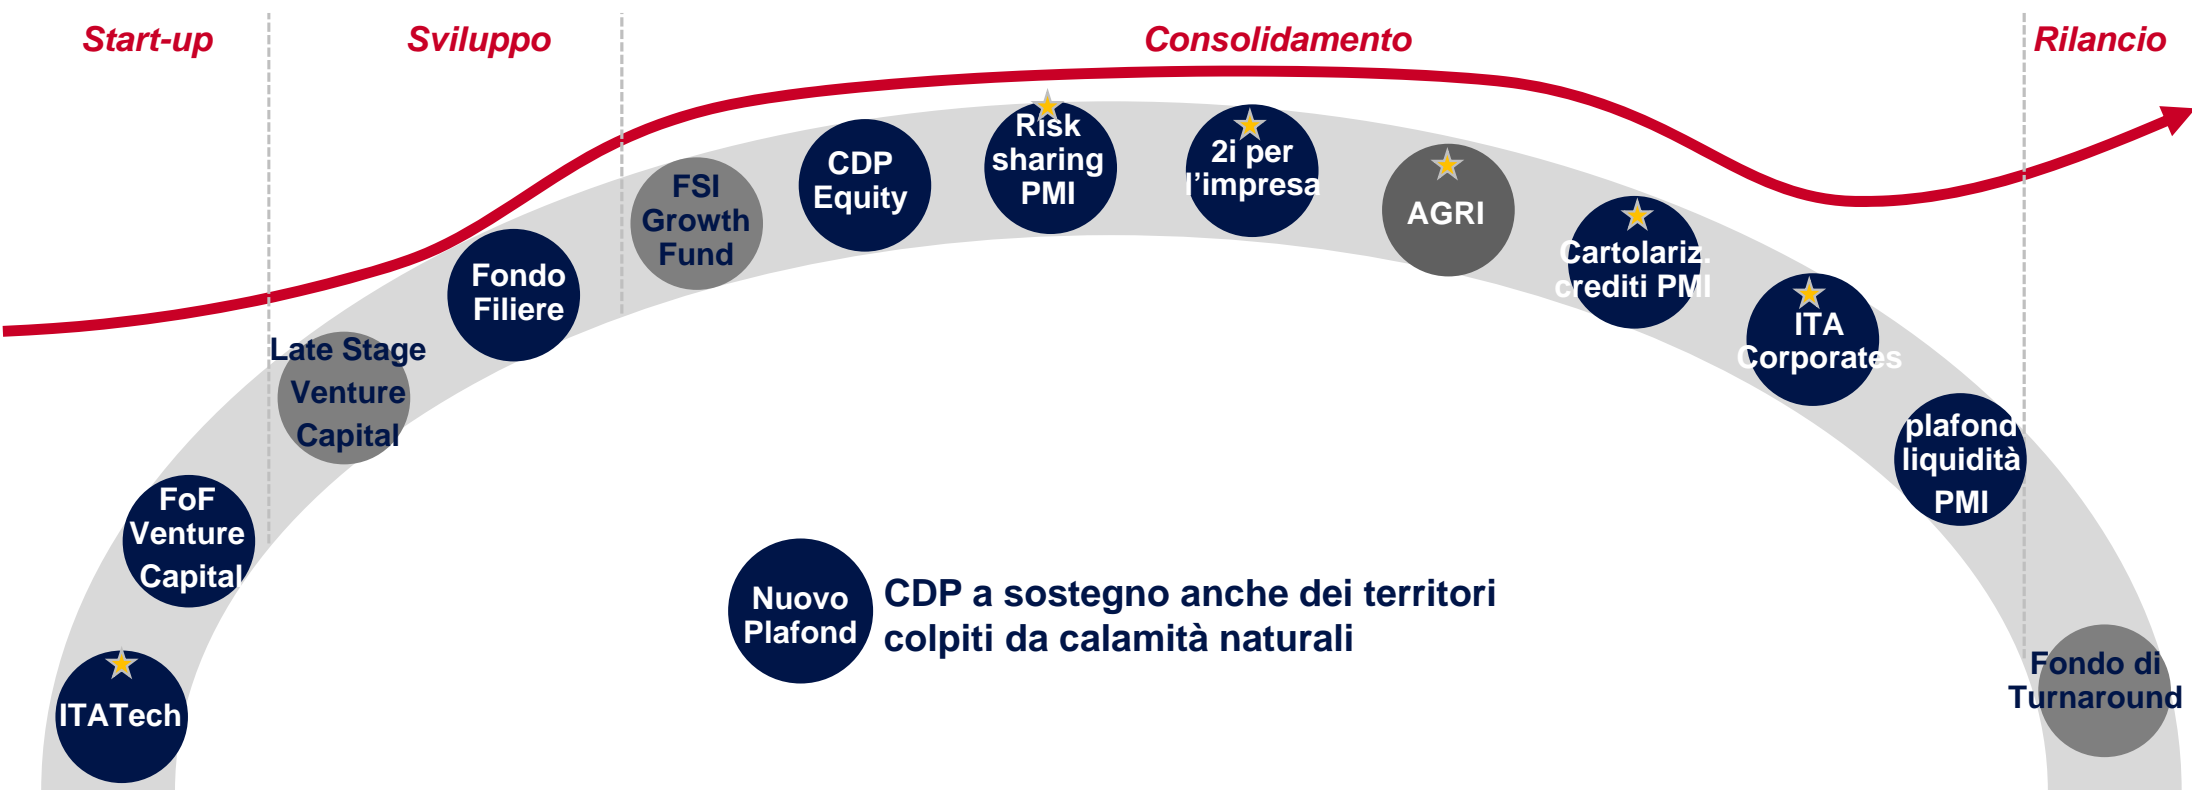 Start-up
Sviluppo
Consolidamento
Rilancio
ITATech
FoF
Venture
Capital
Late Stage
Venture
Capital
Fondo
Filiere
FSI
Growth
Fund
CDP
Equity
Risk
sharing
PMI
2i per
l’impresa
AGRI
Cartolariz.
crediti PMI
ITA
Corporates
plafond
liquidità
PMI
Fondo di
Turnaround
Nuovo
Plafond
CDP a sostegno anche dei territori
colpiti da calamità naturali